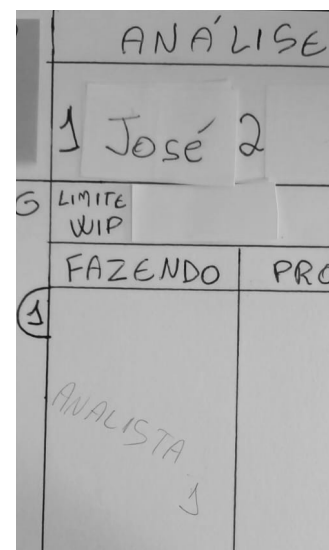 ANÁLISE
1 José 2
LIMITE
WIP
FAZENDO
1
ANALISTA
1